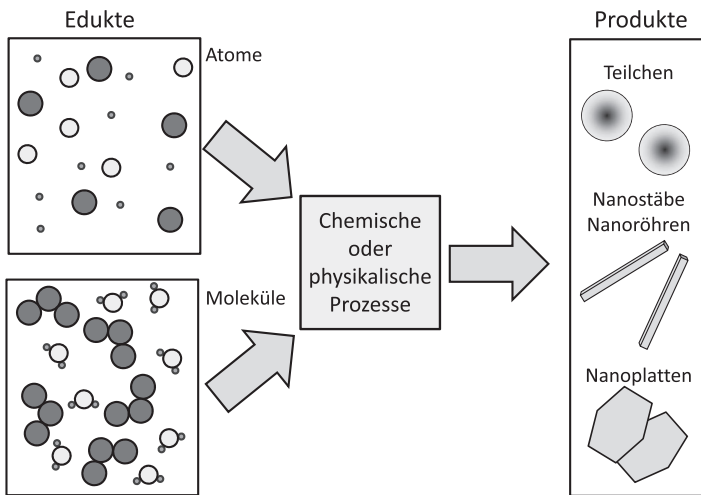 Edukte
Atome
Moleküle
Chemische
oder
physikalische
Prozesse
Produkte
Teilchen
Nanostäbe
Nanoröhren
Nanoplatten